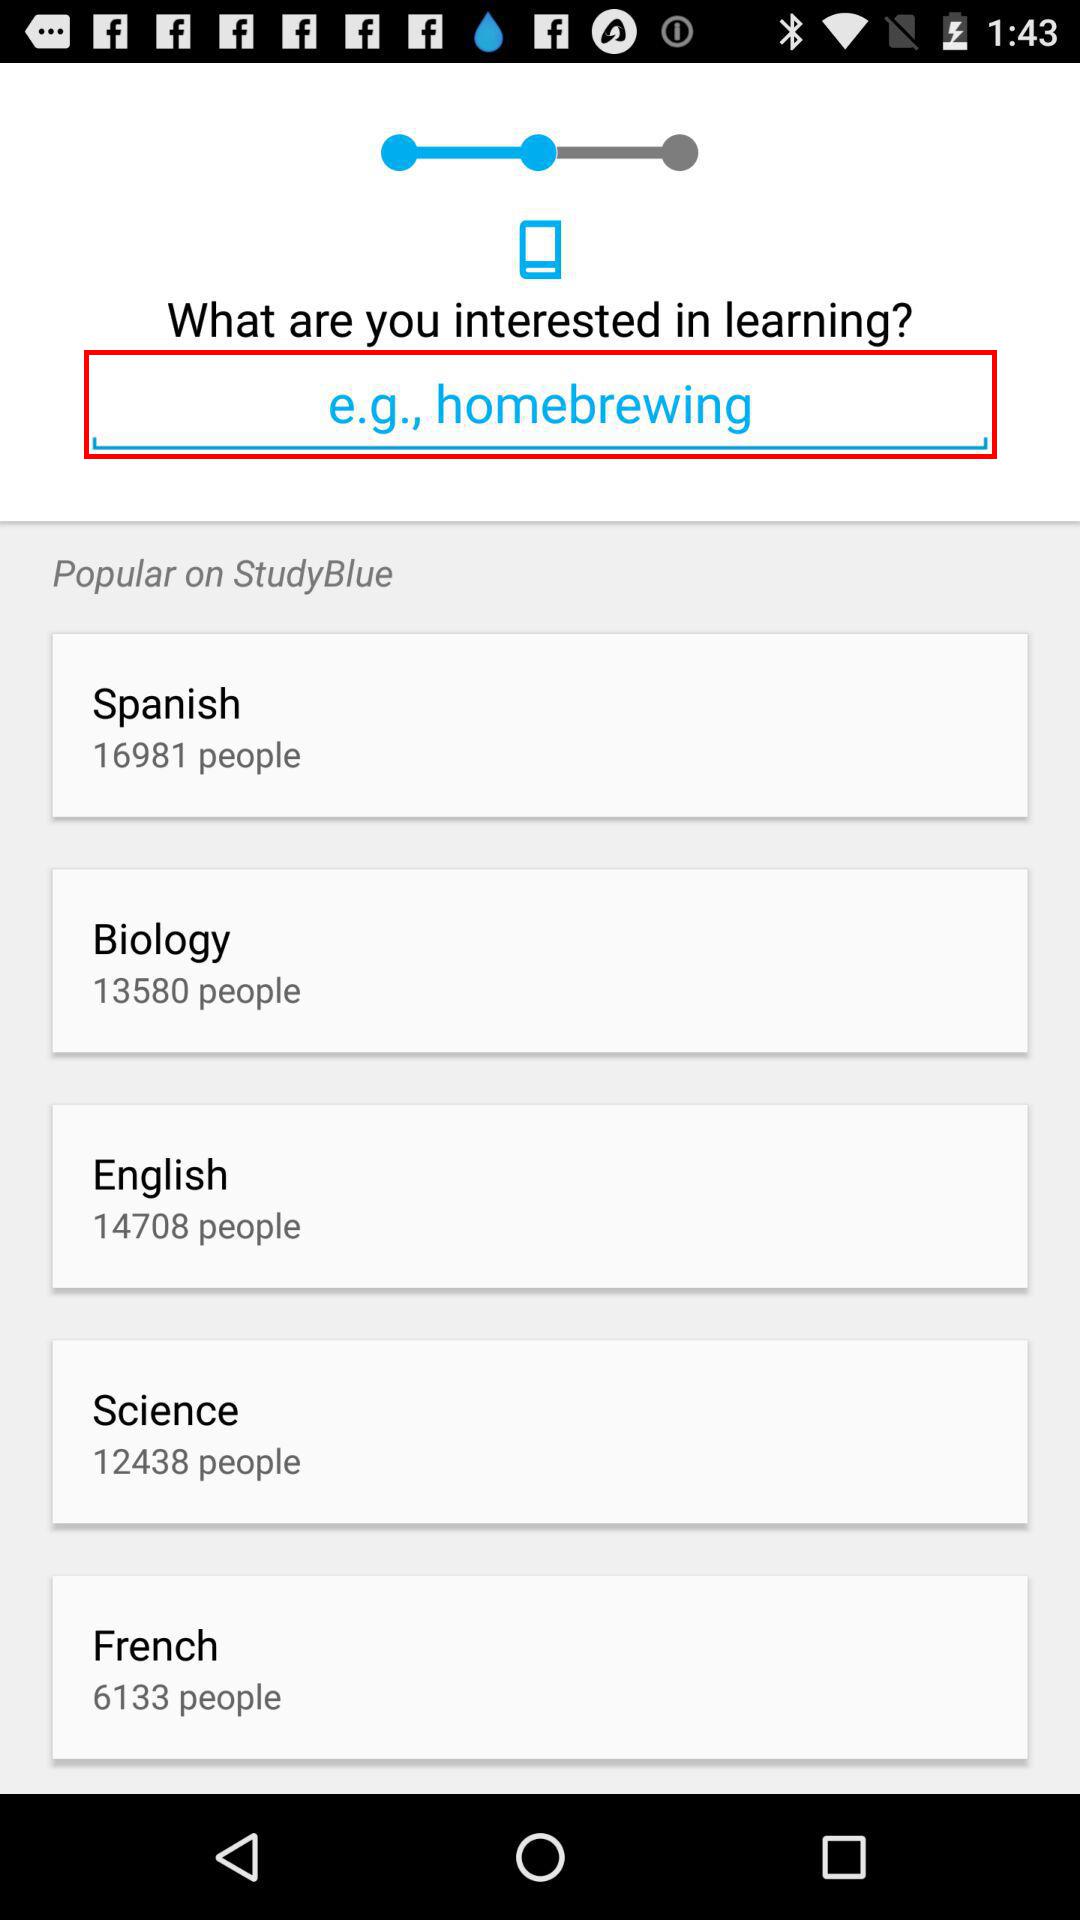 1:43
What are you interested in learning?
e.g., homebrewing
Popular on StudyBlue
Spanish
16981 people
Biology
13580 people
English
14708 people
Science
12438 people
French
6133 people